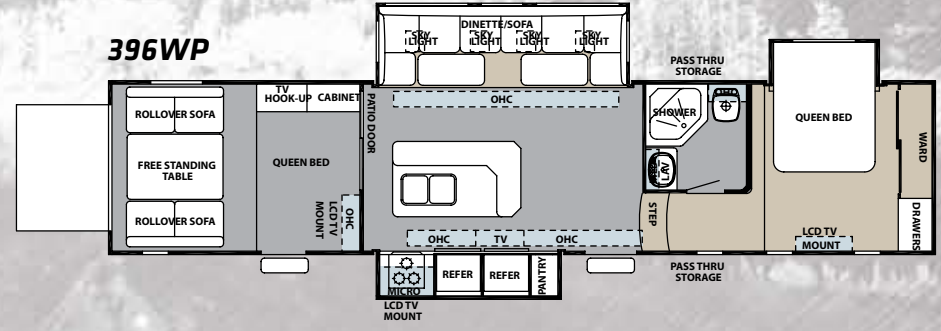 396WP
DINETTE/SOFA
SKY
LIGHT
SKY
LIGHT
SKY
LIGHT
SKY
LIGHT
PASS THRU
STORAGE
TV
HOOK-UP
CABINET
PATIO DOOR
OHC
OHC
SHOWER
LAV
QUEEN BED
WARD
ROLLOVER SOFA
FREE STANDING
TABLE
QUEEN BED
ROLLOVER SOFA
LCD TV
MOUNT
OHC
STEP
DRAWERS
OHC
TV
OHC
LCD TV
MOUNT
MICRO
REFER
REFER
PANTRY
PASS THRU
STORAGE
LCD TV
MOUNT